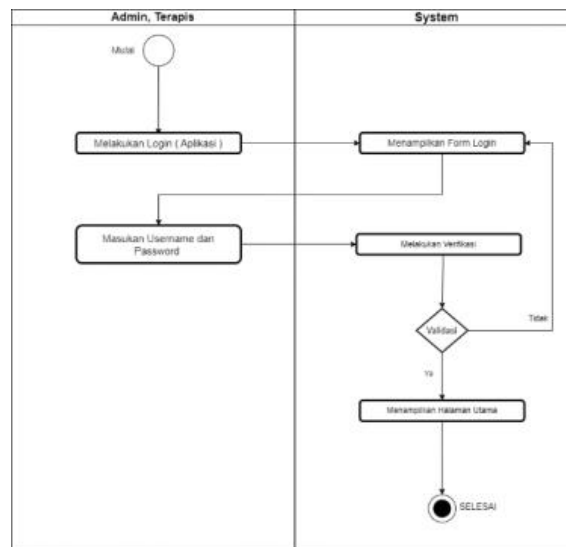 Admin, Terapis
System
Mulai
Melakukan Login ( Aplikasi )
Menampilkan Form Login
Masukan Username dan
Password
Melakukan Verifikasi
Validasi
Tidak
Ya
Menampilkan Halaman Utama
SELESAI